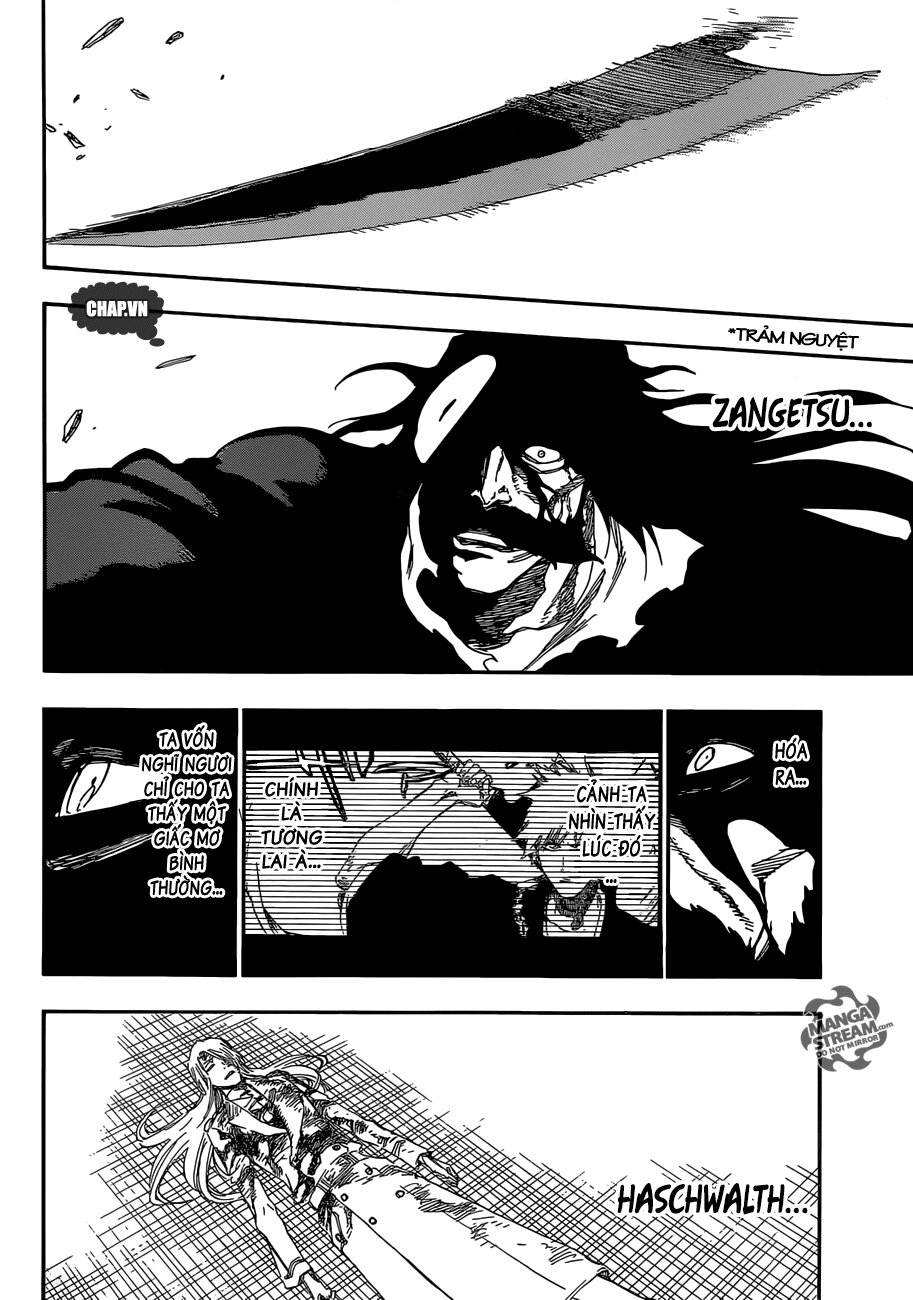 CHAP.VN
*TRẢM NGUYỆT
ZANGETSU...
HÓA
RA...
CẢNH TA
NHÌN THẤY
LÚC ĐÓ
...
CHÍNH
LÀ
TƯƠNG
LAI À...
TA VỐN
NGHĨ NGƯƠI
CHỈ CHO TA
THẤY MỘT
GIẤC MƠ
BÌNH
THƯỜNG...
MANGA
STREAM.com
DO NOT MIRROR!
HASCHWALTH...